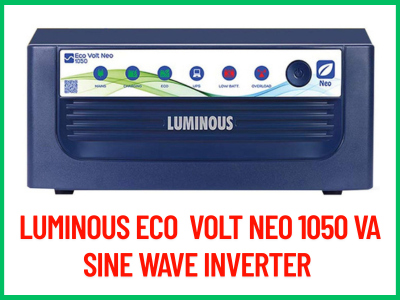 Eco Volt Neo
1050
MAINS CHARGING ECO UPS LOW BATT. OVERLOAD
Neo
LUMINOUS
LUMINOUS ECO VOLT NEO 1050 VA
SINE WAVE INVERTER